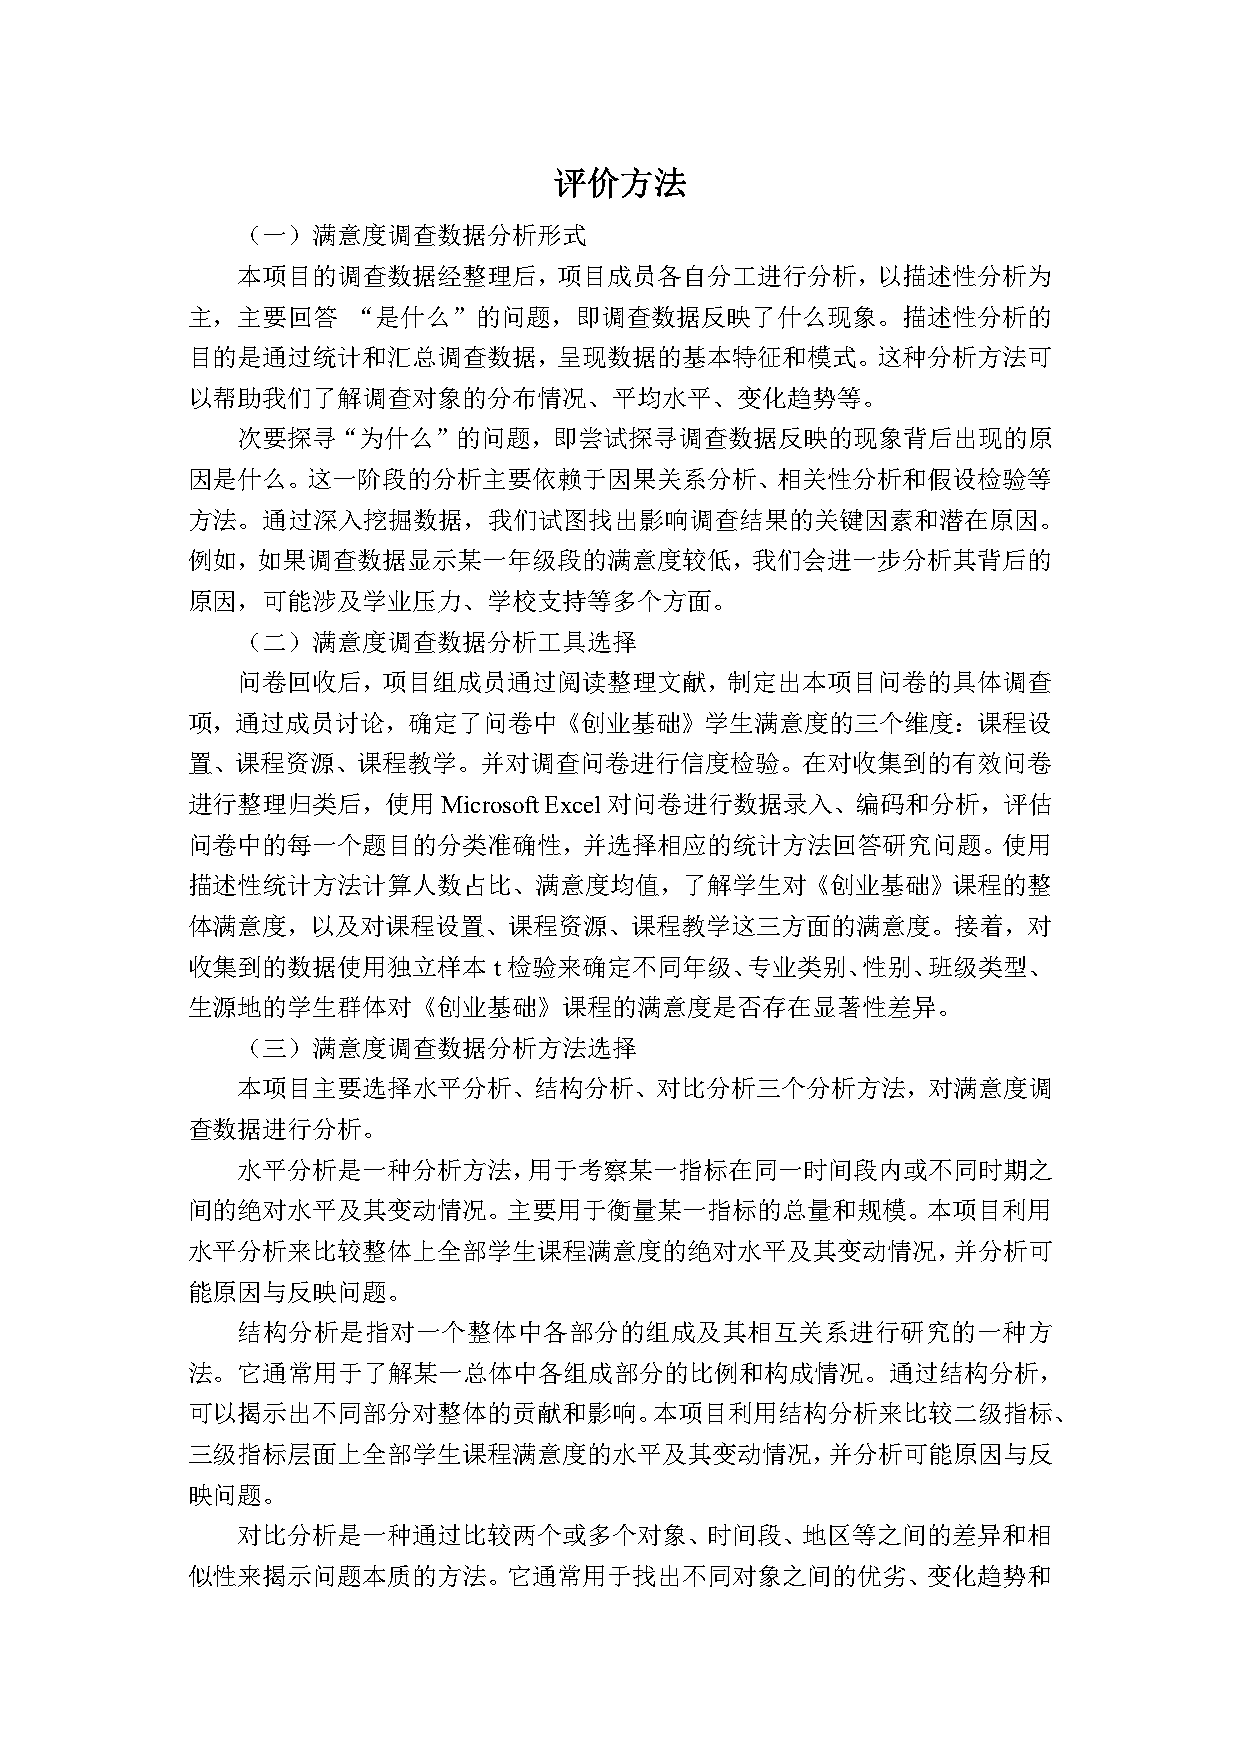 评价方法
（一）满意度调查数据分析形式
本项目的调查数据经整理后，项目成员各自分工进行分析，以描述性分析为
主，主要回答 “是什么”的问题，即调查数据反映了什么现象。描述性分析的
目的是通过统计和汇总调查数据，呈现数据的基本特征和模式。这种分析方法可
以帮助我们了解调查对象的分布情况、平均水平、变化趋势等。
次要探寻“为什么”的问题，即尝试探寻调查数据反映的现象背后出现的原
因是什么。这一阶段的分析主要依赖于因果关系分析、相关性分析和假设检验等
方法。通过深入挖掘数据，我们试图找出影响调查结果的关键因素和潜在原因。
例如，如果调查数据显示某一年级段的满意度较低，我们会进一步分析其背后的
原因，可能涉及学业压力、学校支持等多个方面。
（二）满意度调查数据分析工具选择
问卷回收后，项目组成员通过阅读整理文献，制定出本项目问卷的具体调查
项，通过成员讨论，确定了问卷中《创业基础》学生满意度的三个维度：课程设
置、课程资源、课程教学。并对调查问卷进行信度检验。在对收集到的有效问卷
进行整理归类后，使用 Microsoft Excel 对问卷进行数据录入、编码和分析，评估
问卷中的每一个题目的分类准确性，并选择相应的统计方法回答研究问题。使用
描述性统计方法计算人数占比、满意度均值，了解学生对《创业基础》课程的整
体满意度，以及对课程设置、课程资源、课程教学这三方面的满意度。接着，对
收集到的数据使用独立样本 t 检验来确定不同年级、专业类别、性别、班级类型、
生源地的学生群体对《创业基础》课程的满意度是否存在显著性差异。
（三）满意度调查数据分析方法选择
本项目主要选择水平分析、结构分析、对比分析三个分析方法，对满意度调
查数据进行分析。
水平分析是一种分析方法，用于考察某一指标在同一时间段内或不同时期之
间的绝对水平及其变动情况。主要用于衡量某一指标的总量和规模。本项目利用
水平分析来比较整体上全部学生课程满意度的绝对水平及其变动情况，并分析可
能原因与反映问题。
结构分析是指对一个整体中各部分的组成及其相互关系进行研究的一种方
法。它通常用于了解某一总体中各组成部分的比例和构成情况。通过结构分析，
可以揭示出不同部分对整体的贡献和影响。本项目利用结构分析来比较二级指标、
三级指标层面上全部学生课程满意度的水平及其变动情况，并分析可能原因与反
映问题。
对比分析是一种通过比较两个或多个对象、时间段、地区等之间的差异和相
似性来揭示问题本质的方法。它通常用于找出不同对象之间的优劣、变化趋势和